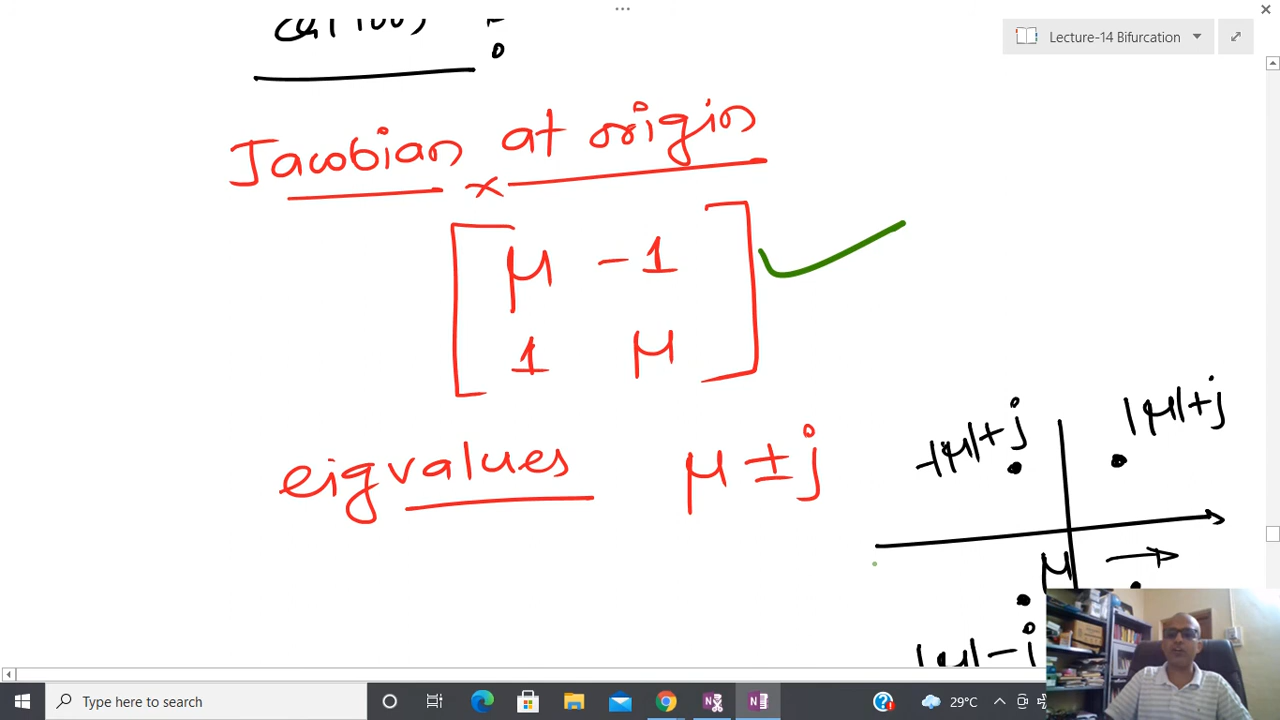 Lecture-14 Bifurcation
Jacobian at origin
x
μ -1
1 μ
eigvalues μ ± j
-|μ|+j |μ|+j
μ
|μ|-j
Type here to search
29°C